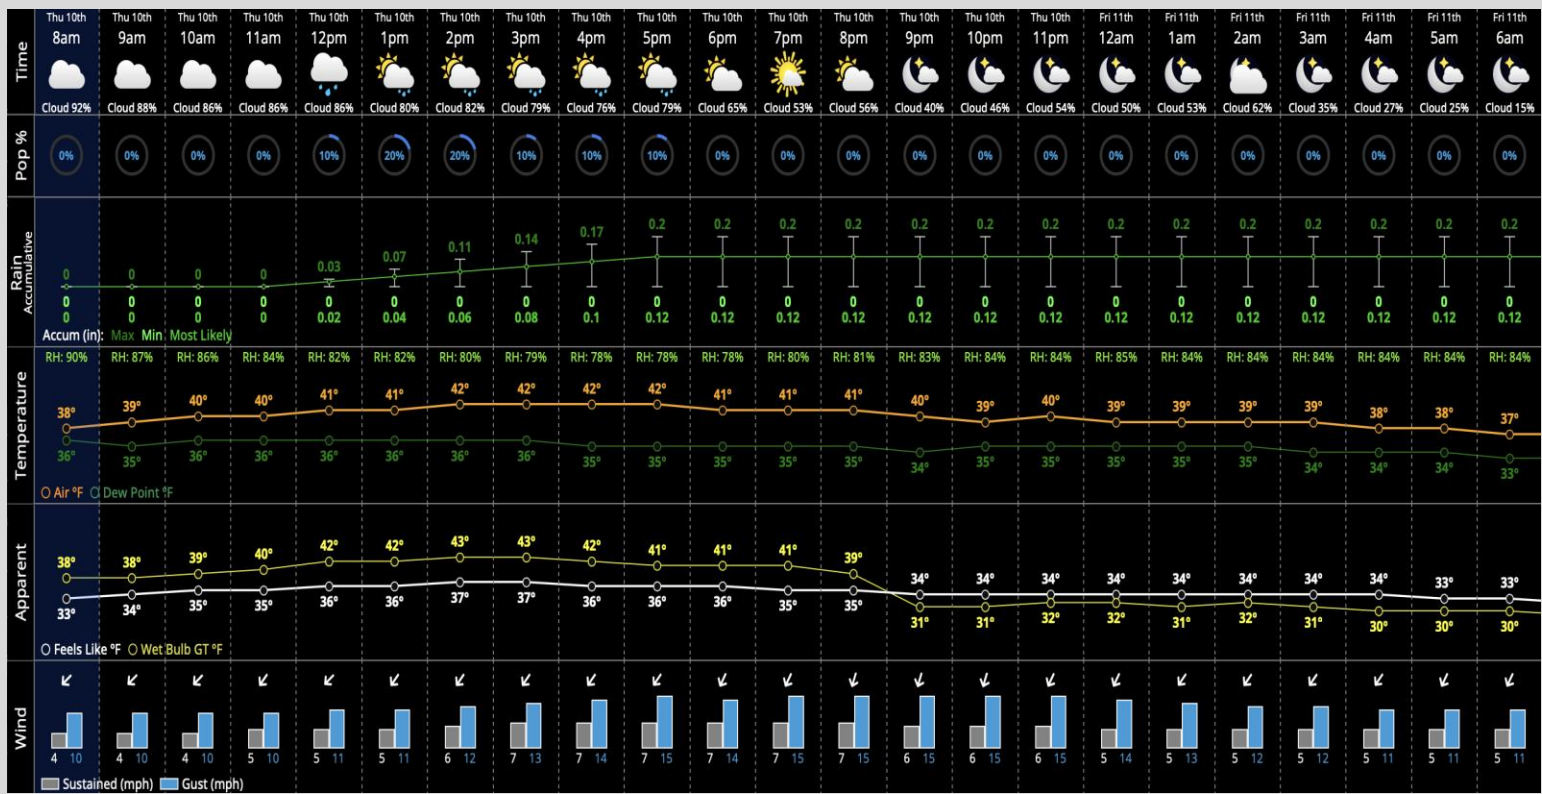 Time
Thu 10th Thu 10th Thu 10th Thu 10th Thu 10th Thu 10th Thu 10th Thu 10th Thu 10th Thu 10th Thu 10th Thu 10th Thu 10th Thu 10th Thu 10th Thu 10th Fri 11th Fri 11th Fri 11th Fri 11th Fri 11th Fri 11th Fri 11th
8am 9am 10am 11am 12pm 1pm 2pm 3pm 4pm 5pm 6pm 7pm 8pm 9pm 10pm 11pm 12am 1am 2am 3am 4am 5am 6am
Cloud 92% Cloud 88% Cloud 86% Cloud 86% Cloud 86% Cloud 80% Cloud 82% Cloud 79% Cloud 76% Cloud 79% Cloud 65% Cloud 53% Cloud 56% Cloud 40% Cloud 46% Cloud 54% Cloud 50% Cloud 53% Cloud 62% Cloud 35% Cloud 27% Cloud 25% Cloud 15%
Pop %
0% 0% 0% 0% 10% 20% 20% 10% 10% 10% 0% 0% 0% 0% 0% 0% 0% 0% 0% 0% 0% 0% 0%
Rain
Accumulative
0 0 0 0 0.03 0.07 0.11 0.14 0.17 0.2 0.2 0.2 0.2 0.2 0.2 0.2 0.2 0.2 0.2 0.2 0.2 0.2 0.2
0 0 0 0 0 0 0 0 0 0 0 0 0 0 0 0 0 0 0 0 0 0 0
0 0 0 0 0.02 0.04 0.06 0.08 0.1 0.12 0.12 0.12 0.12 0.12 0.12 0.12 0.12 0.12 0.12 0.12 0.12 0.12 0.12
Accum (in): Max Min Most Likely
Temperature
RH: 90% RH: 87% RH: 86% RH: 84% RH: 82% RH: 82% RH: 80% RH: 79% RH: 78% RH: 78% RH: 78% RH: 80% RH: 81% RH: 83% RH: 84% RH: 84% RH: 85% RH: 84% RH: 84% RH: 84% RH: 84% RH: 84% RH: 84%
38° 39° 40° 40° 41° 41° 42° 42° 42° 42° 41° 41° 41° 40° 39° 40° 39° 39° 39° 39° 38° 38° 37°
36° 35° 36° 36° 36° 36° 36° 36° 35° 35° 35° 35° 35° 34° 35° 35° 35° 35° 35° 34° 34° 34° 33°
Air °F Dew Point °F
Apparent
38° 38° 39° 40° 42° 42° 43° 43° 42° 41° 41° 41° 39° 34° 34° 34° 34° 34° 34° 34° 34° 33° 33°
33° 34° 35° 35° 36° 36° 37° 37° 36° 36° 36° 35° 35° 31° 31° 32° 32° 31° 32° 31° 30° 30° 30°
Feels Like °F Wet Bulb GT °F
Wind
4 10 4 10 4 10 5 10 5 11 5 11 6 12 7 13 7 14 7 15 7 14 7 15 7 15 6 15 6 15 6 15 5 14 5 13 5 12 5 12 5 11 5 11 5 11
Sustained (mph) Gust (mph)